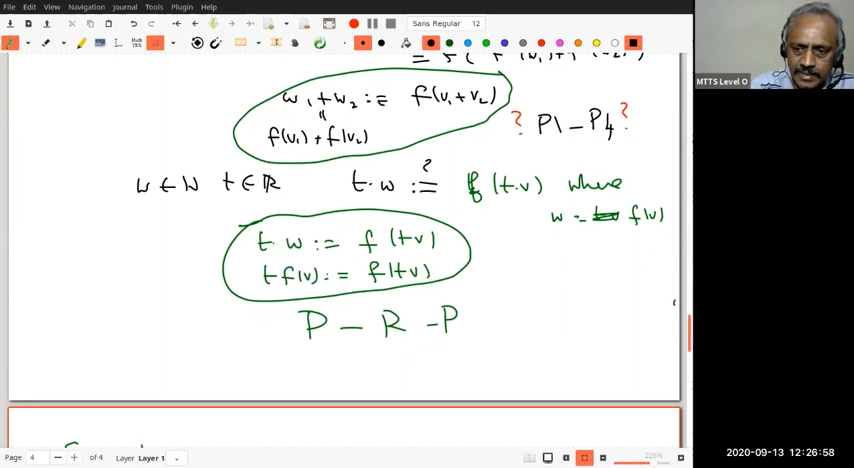 File Edit View Navigation Journal Tools Plugin Help
Sans Regular 12
w₁ + w₂ := f(v₁ + v₂)
"
f(v₁) + f(v₂)
? P1 – P4 ?
w ∈ W t ∈ ℝ t·w :=? f(t·v) where
w = f(v)
t·w := f(tv)
t f(v) := f(tv)
P – R – P
Page 4 of 4 Layer Layer 1 226%
MTTS Level O
2020-09-13 12:26:58